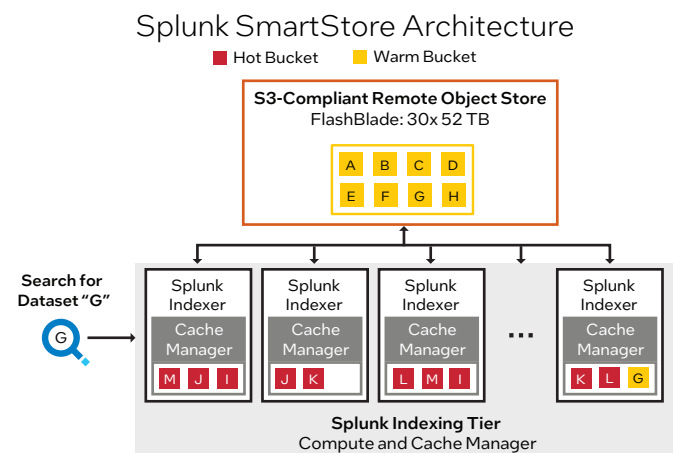 Splunk SmartStore Architecture
Hot Bucket Warm Bucket
S3-Compliant Remote Object Store
FlashBlade: 30x 52 TB
A B C D
E F G H
Search for
Dataset “G”
G
Splunk
Indexer
Cache
Manager
M J I
Splunk
Indexer
Cache
Manager
J K
Splunk
Indexer
Cache
Manager
L M I
...
Splunk
Indexer
Cache
Manager
K L G
Splunk Indexing Tier
Compute and Cache Manager